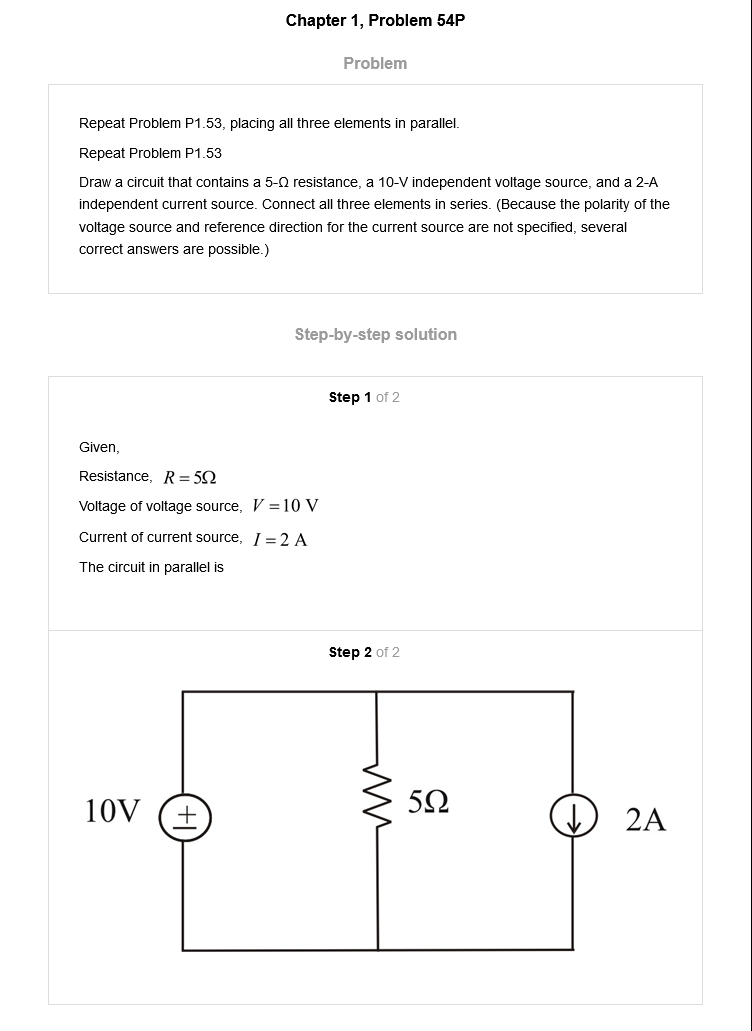 Chapter 1, Problem 54P
Problem
Repeat Problem P1.53, placing all three elements in parallel.
Repeat Problem P1.53
Draw a circuit that contains a 5-Ω resistance, a 10-V independent voltage source, and a 2-A
independent current source. Connect all three elements in series. (Because the polarity of the
voltage source and reference direction for the current source are not specified, several
correct answers are possible.)
Step-by-step solution
Step 1 of 2
Given,
Resistance, R = 5Ω
Voltage of voltage source, V = 10 V
Current of current source, I = 2 A
The circuit in parallel is
Step 2 of 2
10V
±
5Ω
2A